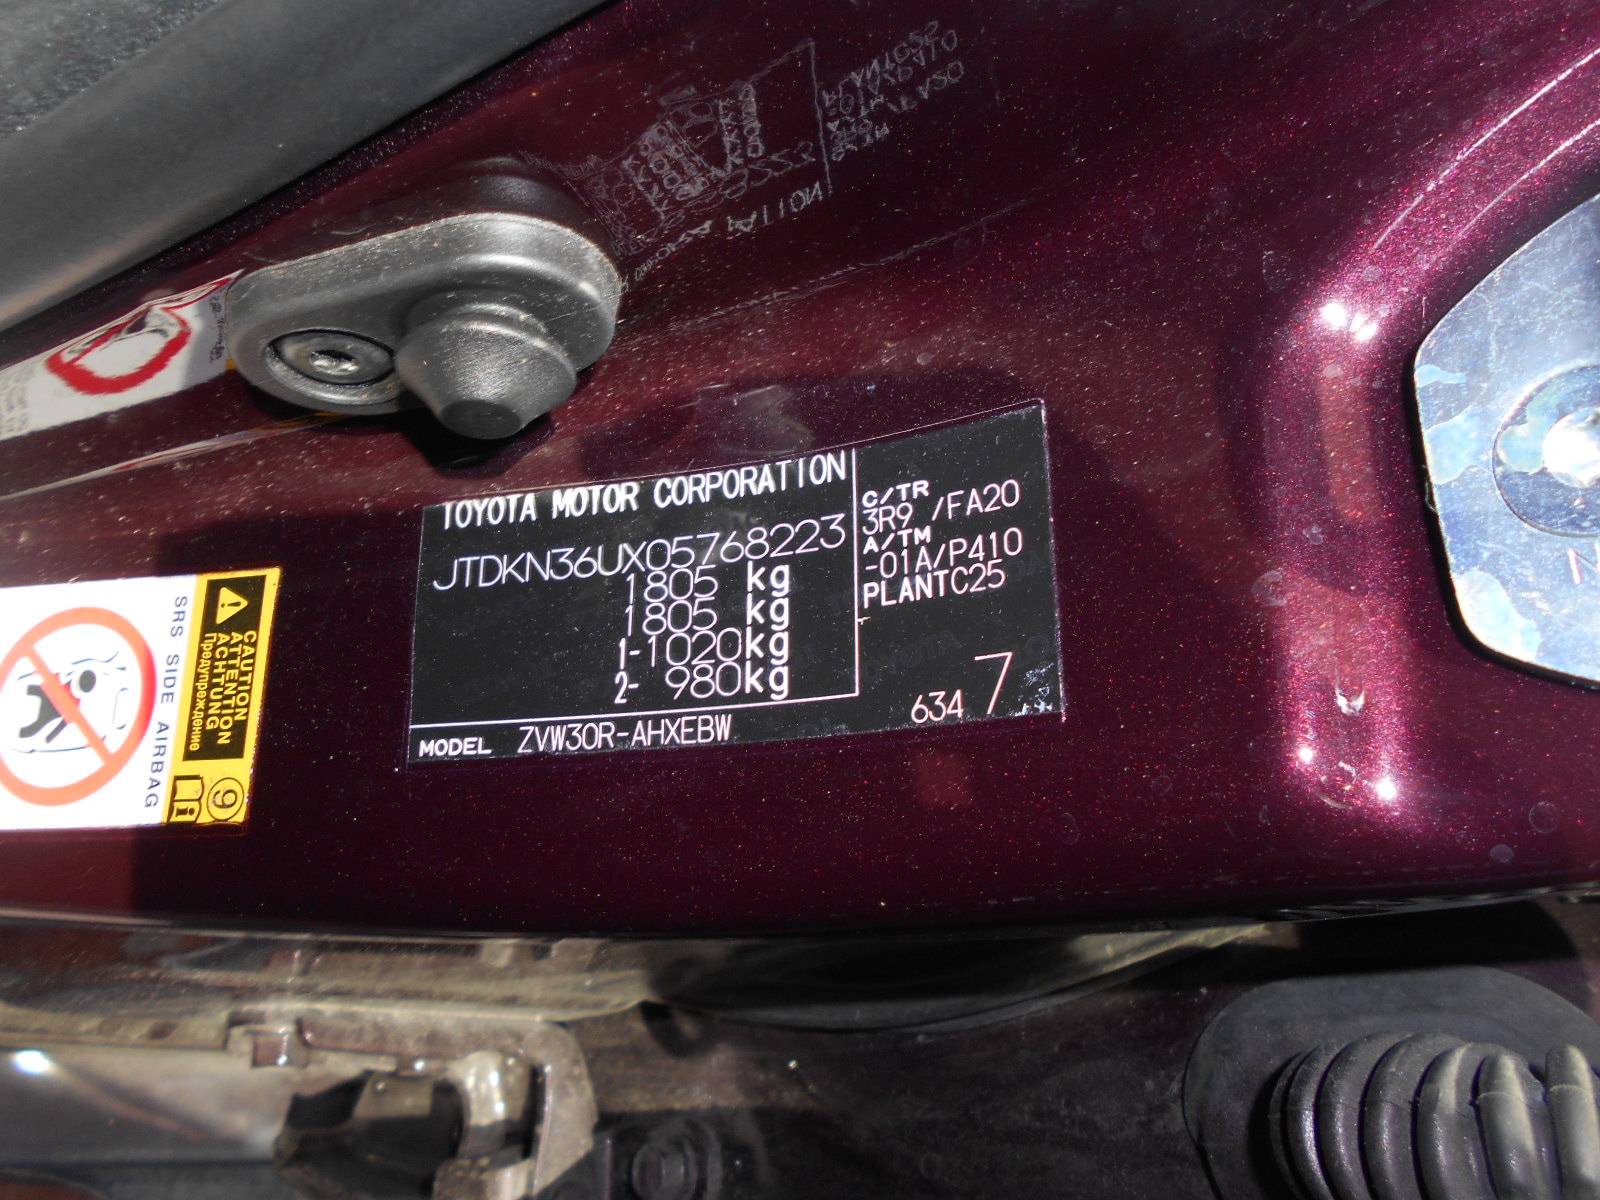 TOYOTA MOTOR CORPORATION
JTDKN36UX05768223
1805 kg
1805 kg
1-1020kg
2- 980kg
C/TR
3R9 /FA20
A/TM
-01A/P410
PLANTC25
634 7
MODEL ZVW30R-AHXEBW
CAUTION
ATTENTION
ACHTUNG
Предупреждение
SRS SIDE AIRBAG
9
i